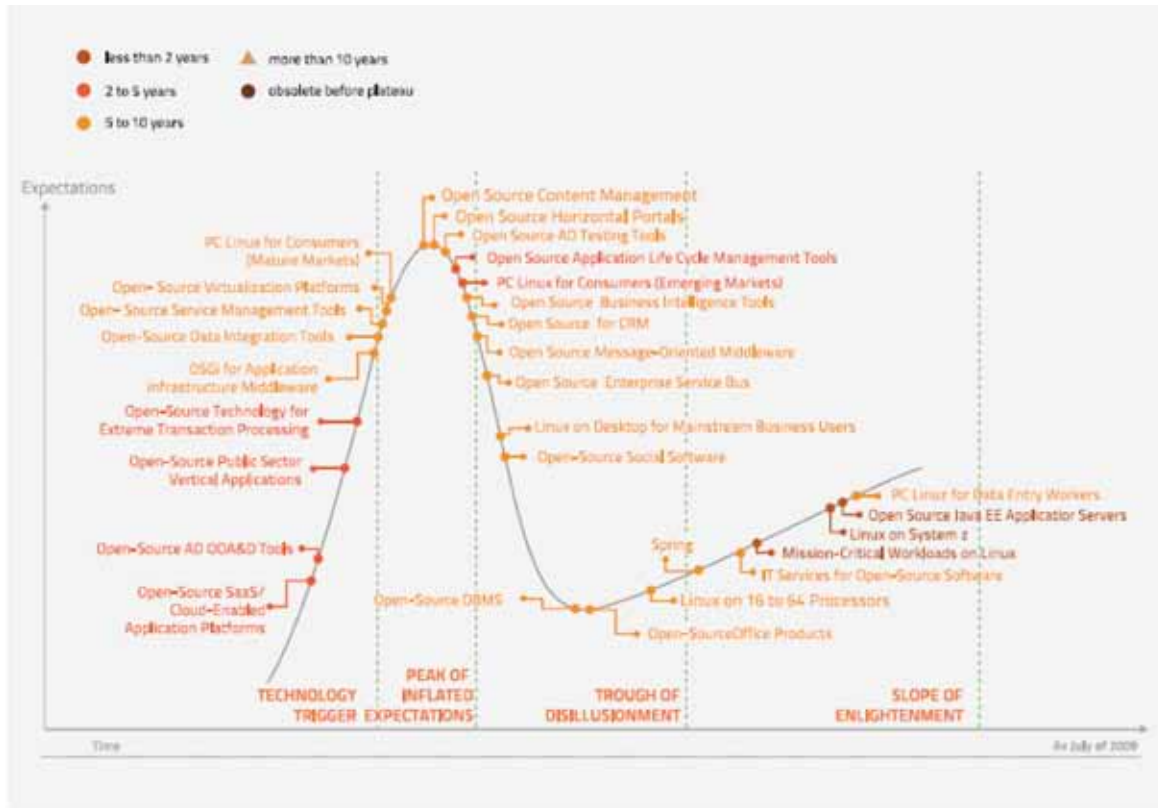 less than 2 years
more than 10 years
2 to 5 years
obsolete before plateau
5 to 10 years
Expectations
Open Source Content Management
Open Source Horizontal Portals
Open Source AD Testing Tools
PC Linux for Consumers
(Mature Markets)
Open Source Application Life Cycle Management Tools
PC Linux for Consumers (Emerging Markets)
Open-Source Virtualization Platforms
Open Source Business Intelligence Tools
Open-Source Service Management Tools
Open Source for CRM
Open-Source Data Integration Tools
Open Source Message-Oriented Middleware
OSGi for Application
infrastructure Middleware
Open Source Enterprise Service Bus
Open-Source Technology for
Extreme Transaction Processing
Linux on Desktop for Mainstream Business Users
Open-Source Social Software
Open-Source Public Sector
Vertical Applications
PC Linux for Data Entry Workers
Open Source Java EE Application Servers
Linux on System z
Mission-Critical Workloads on Linux
Spring
Open-Source AD OOA&D Tools
IT Services for Open-Source Software
Open-Source SaaS/
Cloud-Enabled
Application Platforms
Open-Source DBMS
Linux on 16 to 64 Processors
Open-SourceOffice Products
TECHNOLOGY
TRIGGER
PEAK OF
INFLATED
EXPECTATIONS
TROUGH OF
DISILLUSIONMENT
SLOPE OF
ENLIGHTENMENT
Time
As July of 2009